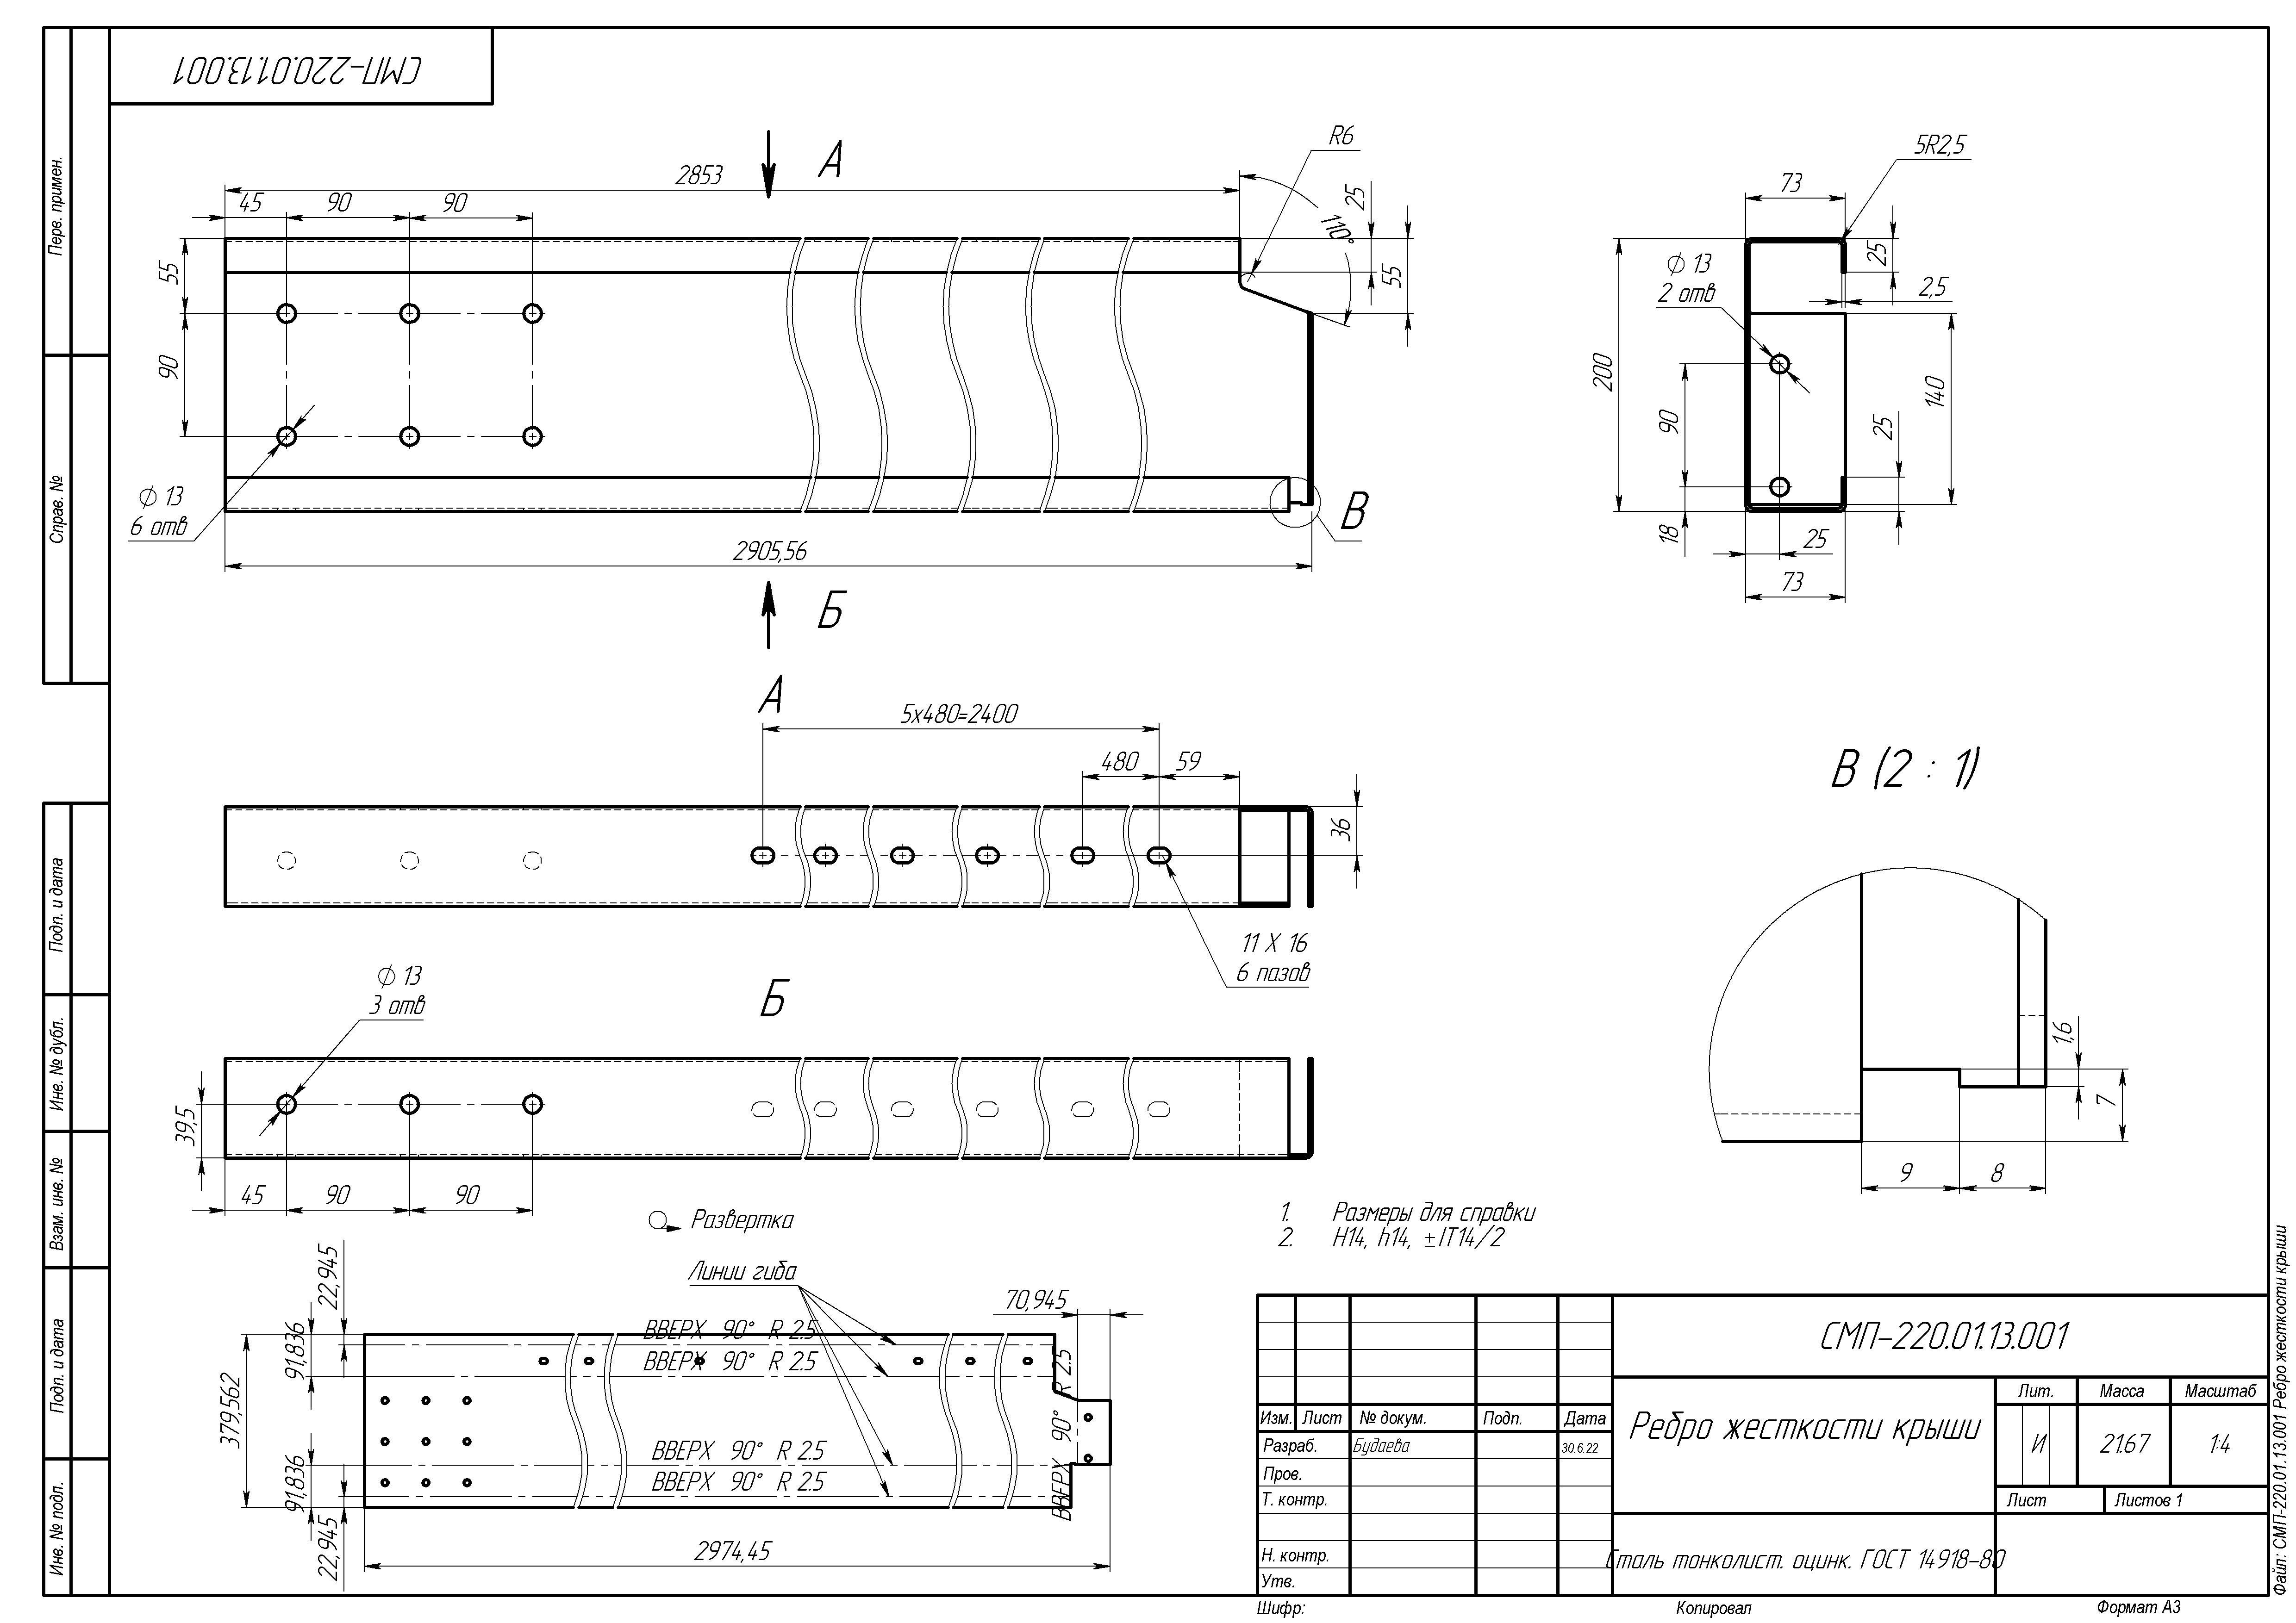 СМП-220.01.13.001
Перв. примен.
Справ. №
Подп. и дата
Инв. № дубл.
Взам. инв. №
Подп. и дата
Инв. № подл.
2853
А
R6
45
90
90
25
110°
55
55
90
Ø 13
6 отв
2905,56
В
Б
5R2,5
73
25
Ø 13
2 отв
2,5
200
140
90
25
18
25
73
А
5x480=2400
480
59
36
11 X 16
6 пазов
Б
Ø 13
3 отв
39,5
45
90
90
В (2 : 1)
1,6
7
9
8
Развертка
Линии гиба
22,945
91,836
379,562
91,836
22,945
70,945
ВВЕРХ 90° R 2.5
ВВЕРХ 90° R 2.5
ВВЕРХ 90° R 2.5
ВВЕРХ 90° R 2.5
ВВЕРХ 90° R 2.5
2974,45
1. Размеры для справки
2. H14, h14, ±IT14/2
СМП-220.01.13.001
Изм. Лист № докум. Подп. Дата
Разраб. Будаева 30.6.22
Пров.
Т. контр.
Н. контр.
Утв.
Ребро жесткости крыши
Лит. Масса Масштаб
И 21.67 1:4
Лист Листов 1
Сталь тонколист. оцинк. ГОСТ 14918-80
Шифр: Копировал Формат А3
Файл: СМП-220.01.13.001 Ребро жесткости крыши